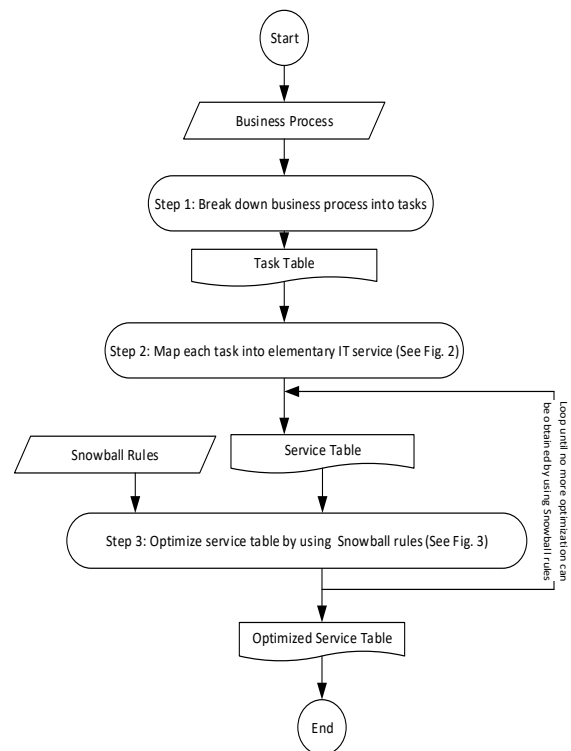 Start
Business Process
Step 1: Break down business process into tasks
Task Table
Step 2: Map each task into elementary IT service (See Fig. 2)
Loop until no more optimization can
be obtained by using Snowball rules
Snowball Rules
Service Table
Step 3: Optimize service table by using Snowball rules (See Fig. 3)
Optimized Service Table
End